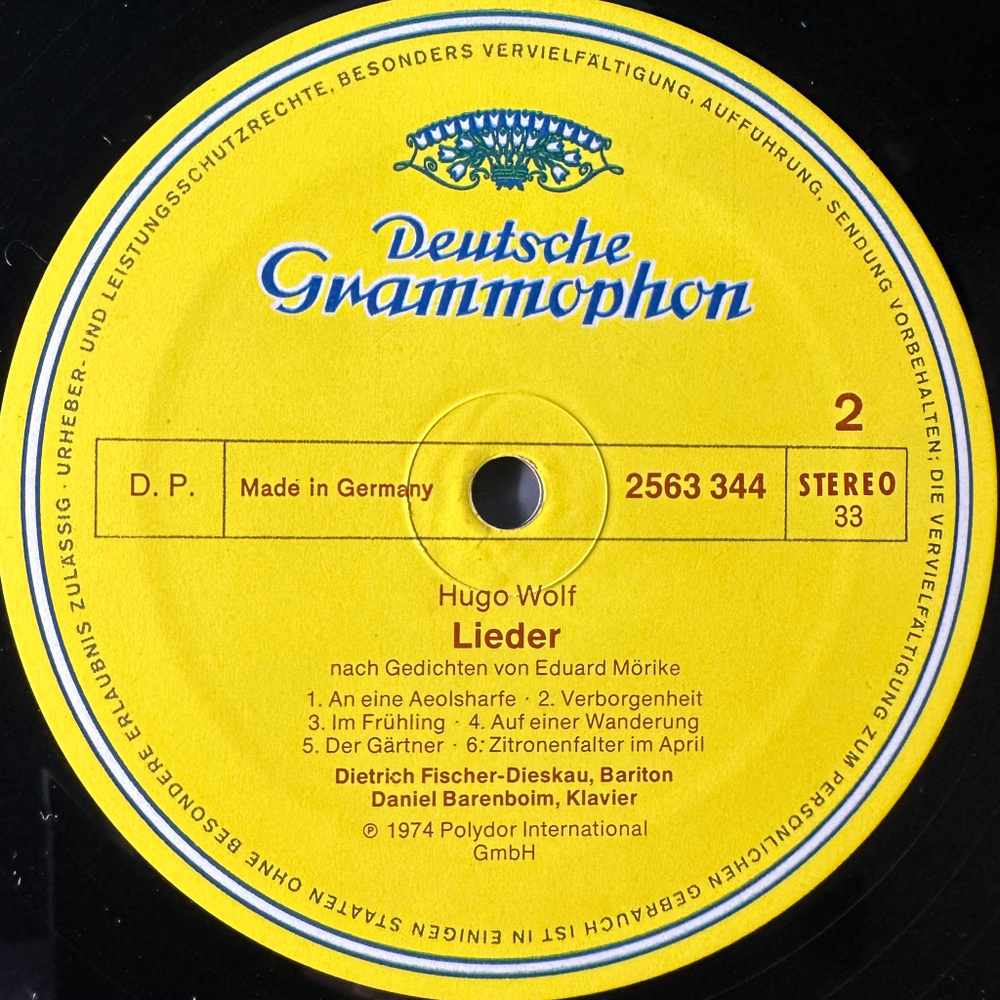 URHEBER- UND LEISTUNGSSCHUTZRECHTE, BESONDERS VERVIELFÄLTIGUNG, AUFFÜHRUNG, SENDUNG VORBEHALTEN; DIE VERVIELFÄLTIGUNG ZUM PERSÖNLICHEN GEBRAUCH IST IN EINIGEN STAATEN OHNE BESONDERE ERLAUBNIS ZULÄSSIG ·
Deutsche
Grammophon
2
D. P. Made in Germany 2563 344 STEREO
33
Hugo Wolf
Lieder
nach Gedichten von Eduard Mörike
1. An eine Aeolsharfe · 2. Verborgenheit
3. Im Frühling · 4. Auf einer Wanderung
5. Der Gärtner · 6. Zitronenfalter im April
Dietrich Fischer-Dieskau, Bariton
Daniel Barenboim, Klavier
℗ 1974 Polydor International
GmbH